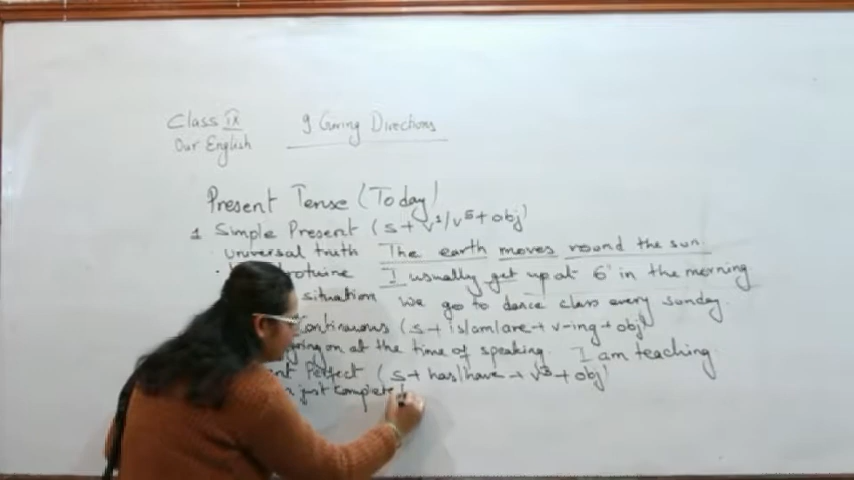 Class IX 9 Giving Directions
Our English
Present Tense (Today)
1 Simple Present (S + V¹/V⁵ + obj)
universal truth The earth moves round the sun.
rotuine I usually get up at 6' in the morning
situation We go to dance class every sunday.
Continuous (S + is/am/are + V-ing + obj)
going on at the time of speaking. I am teaching
Perfect (S + has/have + V³ + obj)
just complete